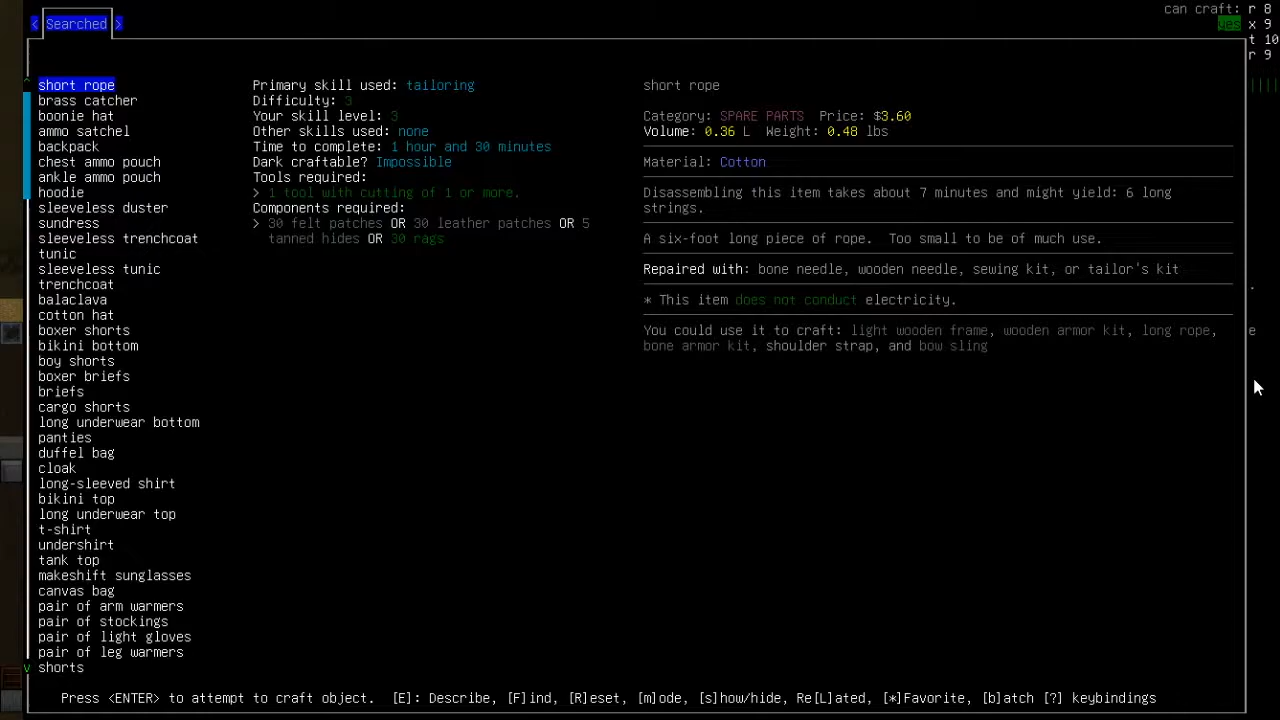 can craft: r 8
< Searched > yes x 9
t 10
r 9
short rope
brass catcher
boonie hat
ammo satchel
backpack
chest ammo pouch
ankle ammo pouch
hoodie
sleeveless duster
sundress
sleeveless trenchcoat
tunic
sleeveless tunic
trenchcoat
balaclava
cotton hat
boxer shorts
bikini bottom
boy shorts
boxer briefs
briefs
cargo shorts
long underwear bottom
panties
duffel bag
cloak
long-sleeved shirt
bikini top
long underwear top
t-shirt
undershirt
tank top
makeshift sunglasses
canvas bag
pair of arm warmers
pair of stockings
pair of light gloves
pair of leg warmers
v shorts
Primary skill used: tailoring
Difficulty: 3
Your skill level: 3
Other skills used: none
Time to complete: 1 hour and 30 minutes
Dark craftable? Impossible
Tools required:
> 1 tool with cutting of 1 or more.
Components required:
> 30 felt patches OR 30 leather patches OR 5
tanned hides OR 30 rags
short rope
Category: SPARE PARTS Price: $3.60
Volume: 0.36 L Weight: 0.48 lbs
Material: Cotton
Disassembling this item takes about 7 minutes and might yield: 6 long
strings.
A six-foot long piece of rope. Too small to be of much use.
Repaired with: bone needle, wooden needle, sewing kit, or tailor's kit
* This item does not conduct electricity.
You could use it to craft: light wooden frame, wooden armor kit, long rope,
bone armor kit, shoulder strap, and bow sling
e
Press <ENTER> to attempt to craft object. [E]: Describe, [F]ind, [R]eset, [m]ode, [s]how/hide, Re[L]ated, [*]Favorite, [b]atch [?] keybindings